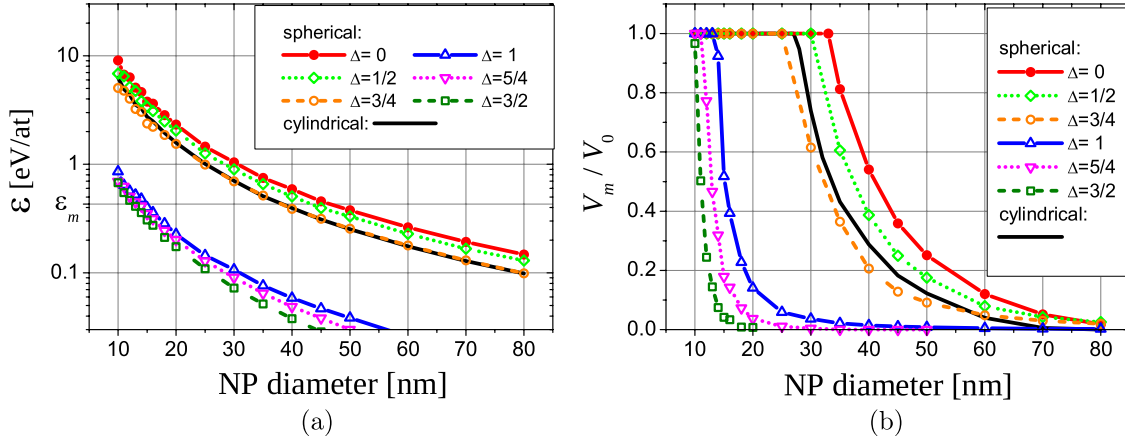 spherical:
Δ= 0 Δ= 1
Δ=1/2 Δ=5/4
Δ=3/4 Δ=3/2
cylindrical:
10
1
ε_m
0.1
ε [eV/at]
10 20 30 40 50 60 70 80
NP diameter [nm]
(a)
spherical:
Δ= 0
Δ=1/2
Δ=3/4
Δ= 1
Δ=5/4
Δ=3/2
cylindrical:
1.0
0.8
0.6
0.4
0.2
0.0
V_m / V_0
10 20 30 40 50 60 70 80
NP diameter [nm]
(b)